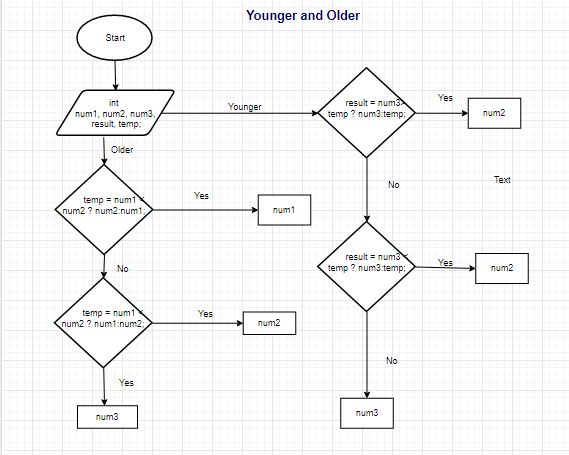 Younger and Older
Start
int
num1, num2, num3,
result, temp;
Younger
result = num3>
temp ? num3:temp;
Yes
num2
Older
Text
No
temp = num1 <
num2 ? num2:num1;
Yes
num1
No
result = num3 <
temp ? num3:temp;
Yes
num2
temp = num1 <
num2 ? num1:num2;
Yes
num2
No
Yes
num3
num3